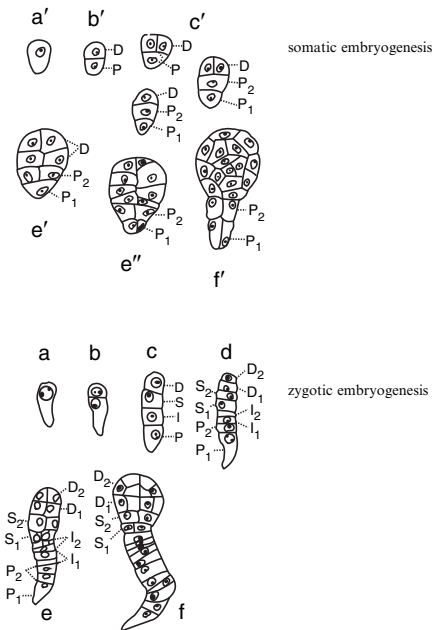 a′ b′ c′
somatic embryogenesis
D D D
P P D
D P2
P2 P1
P1
D
P2 P2
P1 P1 P1
e′ e″ f′
a b c d
zygotic embryogenesis
D D2
S S2 D1
I S1 I2
P P2 I1
P1
D2 D2
D1 D1
S2 S2
S1 I2 S1
I1
P2
P1
e f